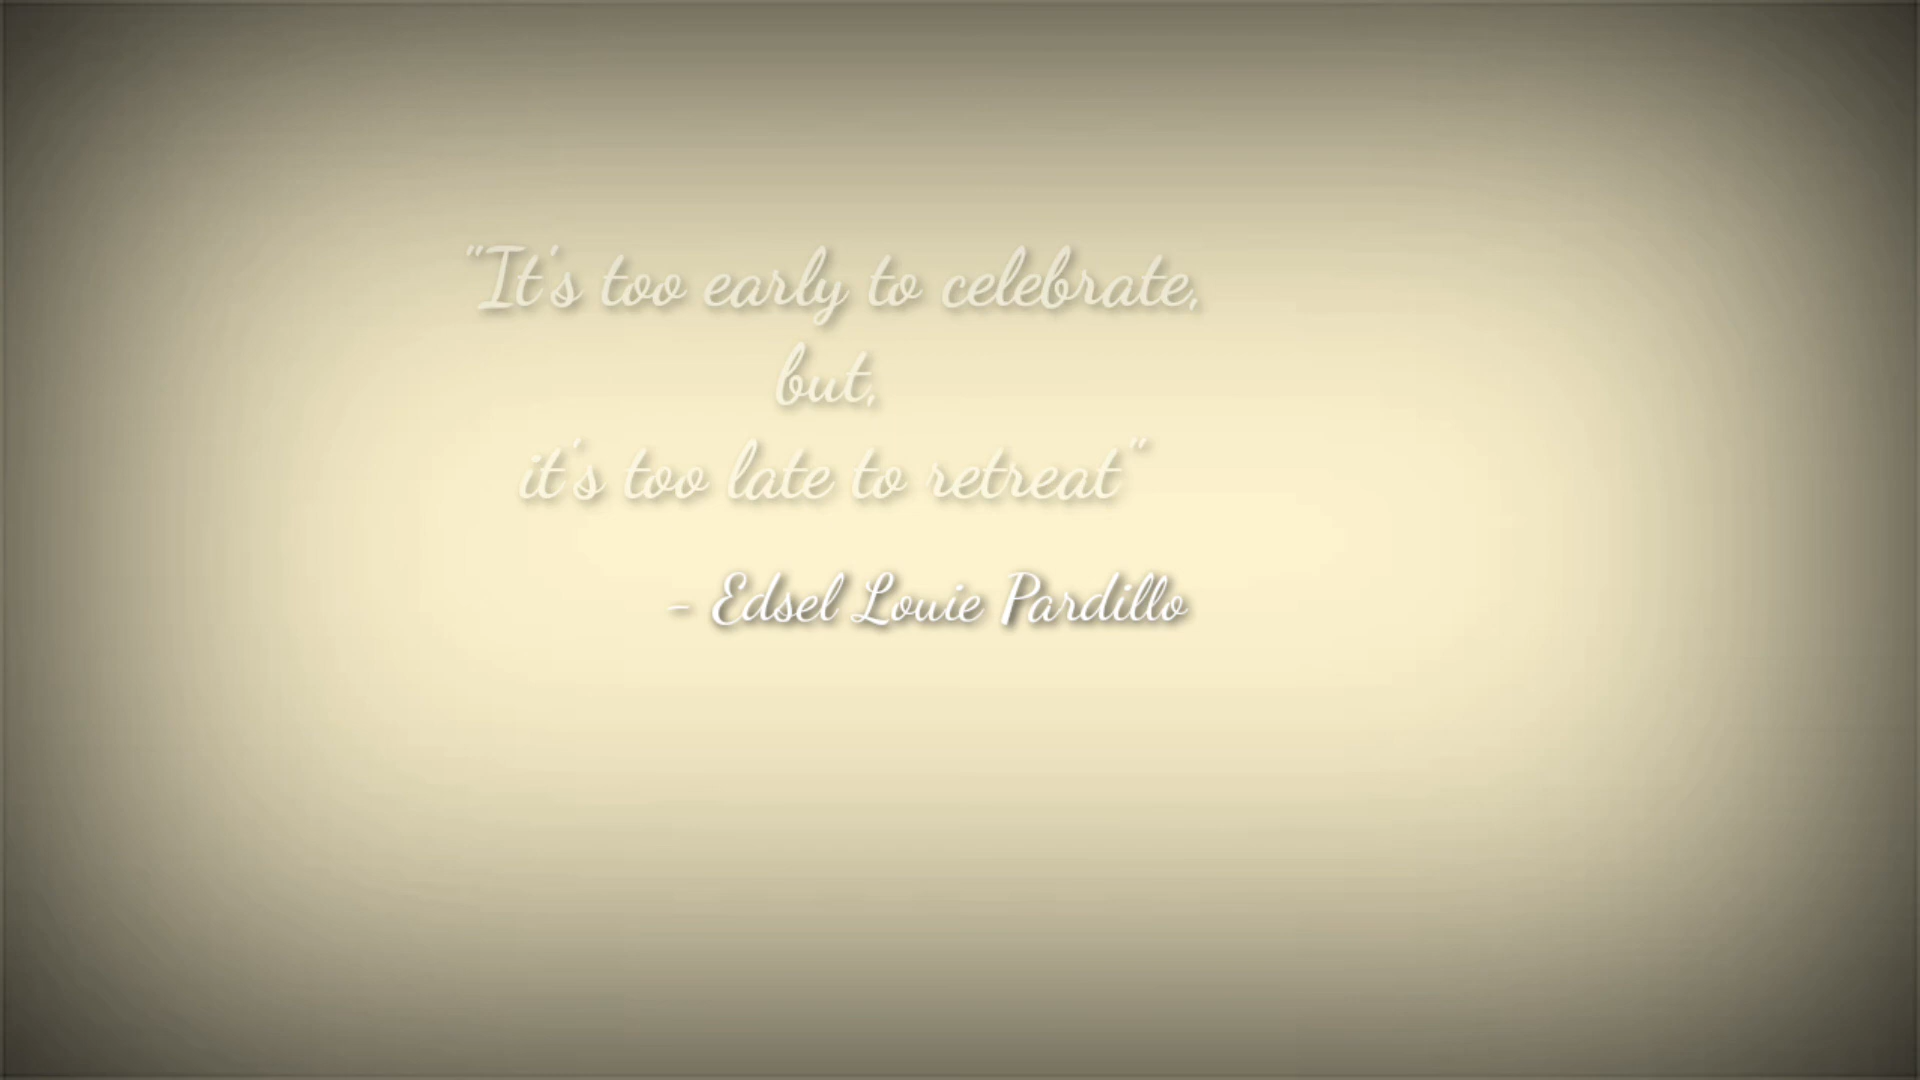 "It's too early to celebrate,
but,
it's too late to retreat"
- Edsel Louie Pardillo